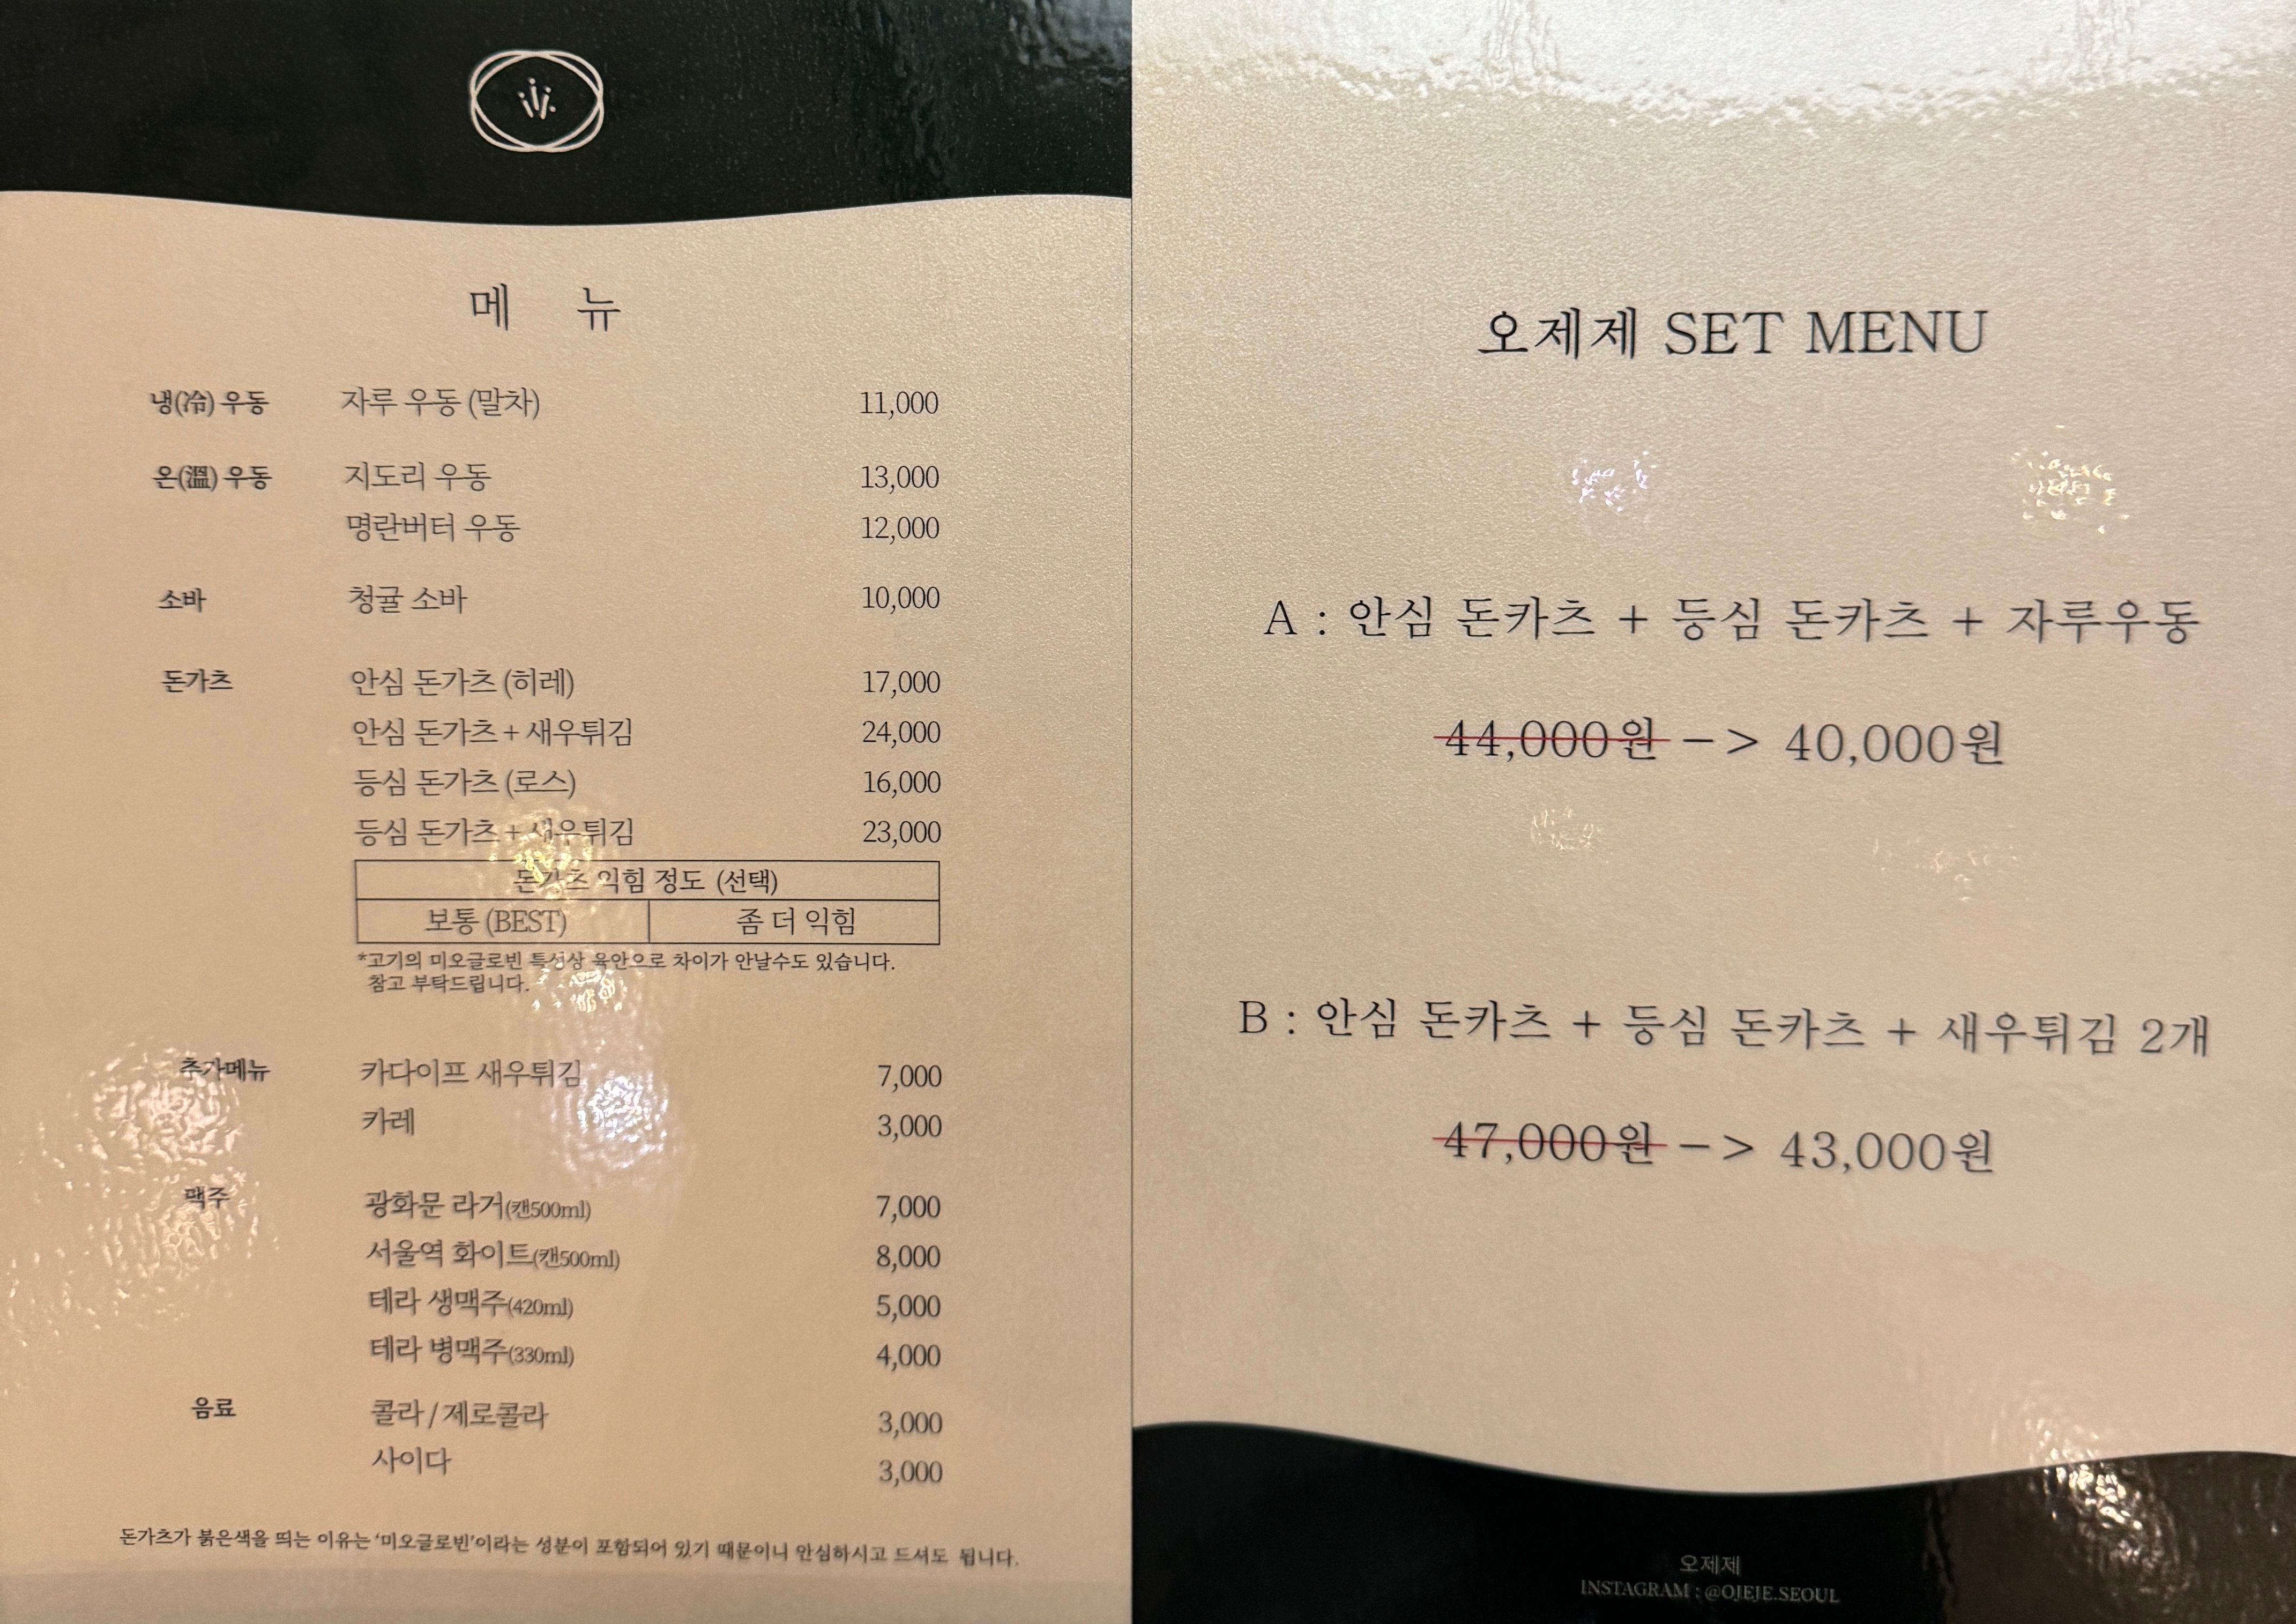 메 뉴
냉(冷) 우동 자루 우동 (말차) 11,000
온(溫) 우동 지도리 우동 13,000
명란버터 우동 12,000
소바 청귤 소바 10,000
돈가츠 안심 돈가츠 (히레) 17,000
안심 돈가츠 + 새우튀김 24,000
등심 돈가츠 (로스) 16,000
등심 돈가츠 + 새우튀김 23,000
돈가츠 익힘 정도 (선택)
보통 (BEST) 좀 더 익힘
*고기의 미오글로빈 특성상 육안으로 차이가 안날수도 있습니다.
참고 부탁드립니다.
추가메뉴 카다이프 새우튀김 7,000
카레 3,000
맥주 광화문 라거(캔500ml) 7,000
서울역 화이트(캔500ml) 8,000
테라 생맥주(420ml) 5,000
테라 병맥주(330ml) 4,000
음료 콜라 / 제로콜라 3,000
사이다 3,000
돈가츠가 붉은색을 띄는 이유는 '미오글로빈'이라는 성분이 포함되어 있기 때문이니 안심하시고 드셔도 됩니다.
오제제 SET MENU
A : 안심 돈카츠 + 등심 돈카츠 + 자루우동
44,000원 -> 40,000원
B : 안심 돈카츠 + 등심 돈카츠 + 새우튀김 2개
47,000원 -> 43,000원
오제제
INSTAGRAM : @OJEJE.SEOUL